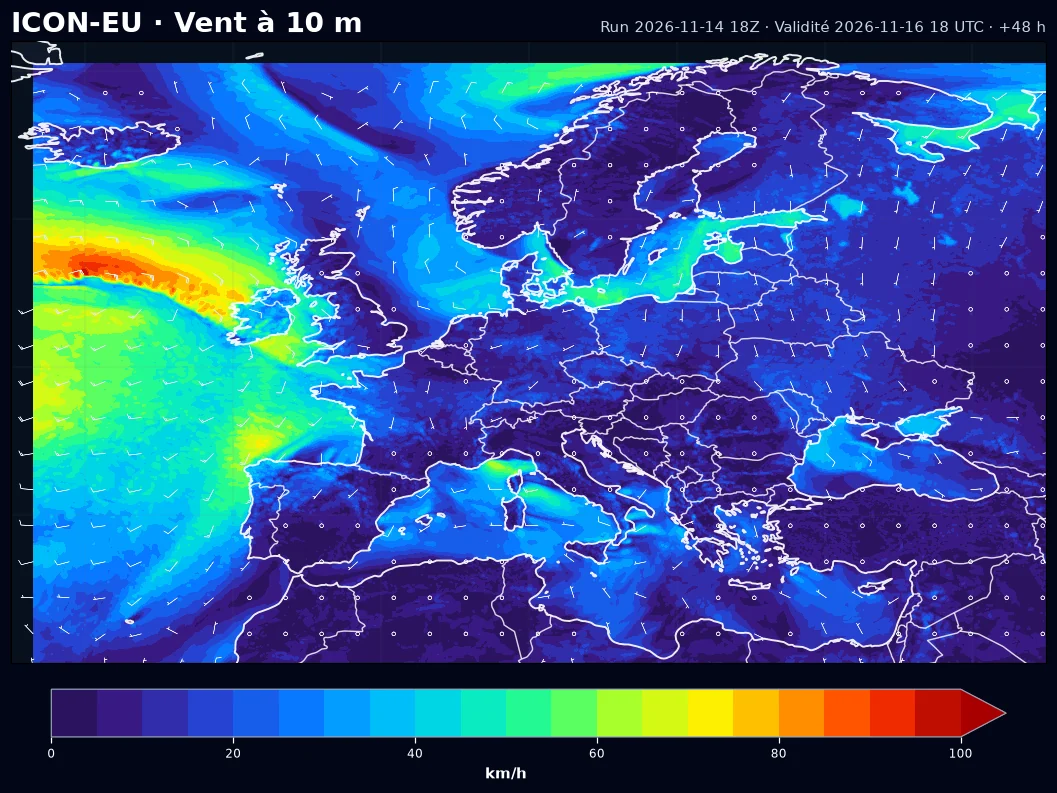 ICON-EU · Vent à 10 m
Run 2026-11-14 18Z · Validité 2026-11-16 18 UTC · +48 h
0 20 40 60 80 100
km/h